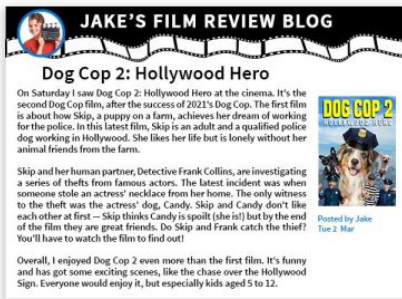 JAKE'S FILM REVIEW BLOG
Dog Cop 2: Hollywood Hero
On Saturday I saw Dog Cop 2: Hollywood Hero at the cinema. It's the
second Dog Cop film, after the success of 2021's Dog Cop. The first film
is about how Skip, a puppy on a farm, achieves her dream of working
for the police. In this latest film, Skip is an adult and a qualified police
dog working in Hollywood. She likes her life but is lonely without her
animal friends from the farm.
Skip and her human partner, Detective Frank Collins, are investigating
a series of thefts from famous actors. The latest incident was when
someone stole an actress' necklace from her home. The only witness
to the theft was the actress' dog, Candy. Skip and Candy don't like
each other at first — Skip thinks Candy is spoilt (she is!) but by the end
of the film they are great friends. Do Skip and Frank catch the thief?
You'll have to watch the film to find out!
Overall, I enjoyed Dog Cop 2 even more than the first film. It's funny
and has got some exciting scenes, like the chase over the Hollywood
Sign. Everyone would enjoy it, but especially kids aged 5 to 12.
DOG COP 2
HOLLYWOOD HERO
Posted by Jake
Tue 2 Mar